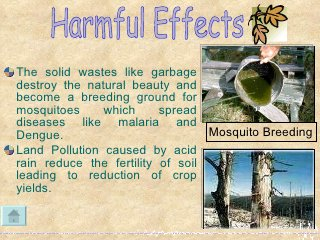 Harmful Effects
The solid wastes like garbage
destroy the natural beauty and
become a breeding ground for
mosquitoes which spread
diseases like malaria and
Dengue.
Mosquito Breeding
Land Pollution caused by acid
rain reduce the fertility of soil
leading to reduction of crop
yields.